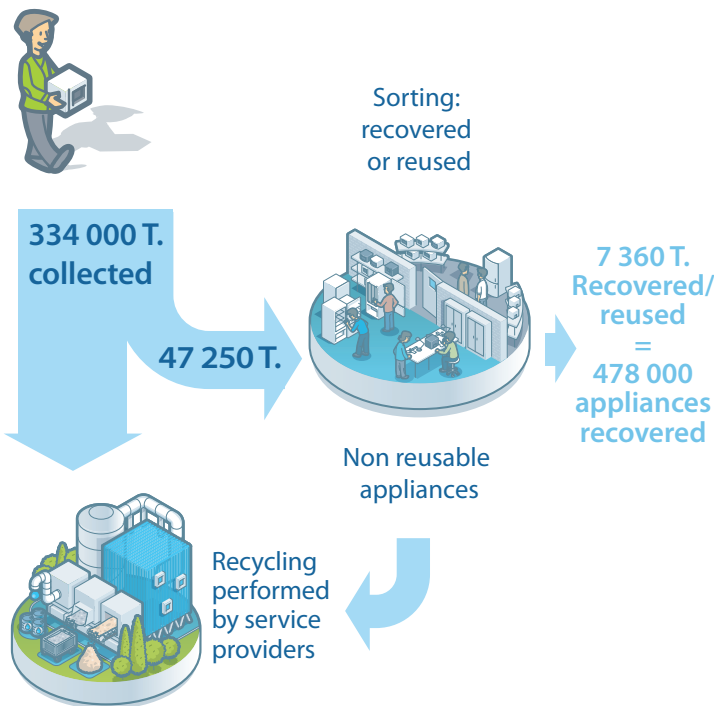 Sorting:
recovered
or reused
334 000 T.
collected
47 250 T.
7 360 T.
Recovered/
reused
=
478 000
appliances
recovered
Non reusable
appliances
Recycling
performed
by service
providers